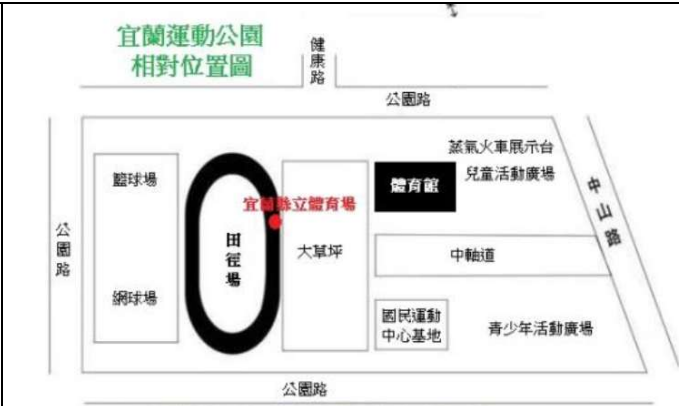 宜蘭運動公園
相對位置圖
健康路
公園路
蒸氣火車展示台
籃球場
體育館
兒童活動廣場
宜蘭縣立體育場
中山路
公園路
田徑場
大草坪
中軸道
網球場
國民運動
中心基地
青少年活動廣場
公園路